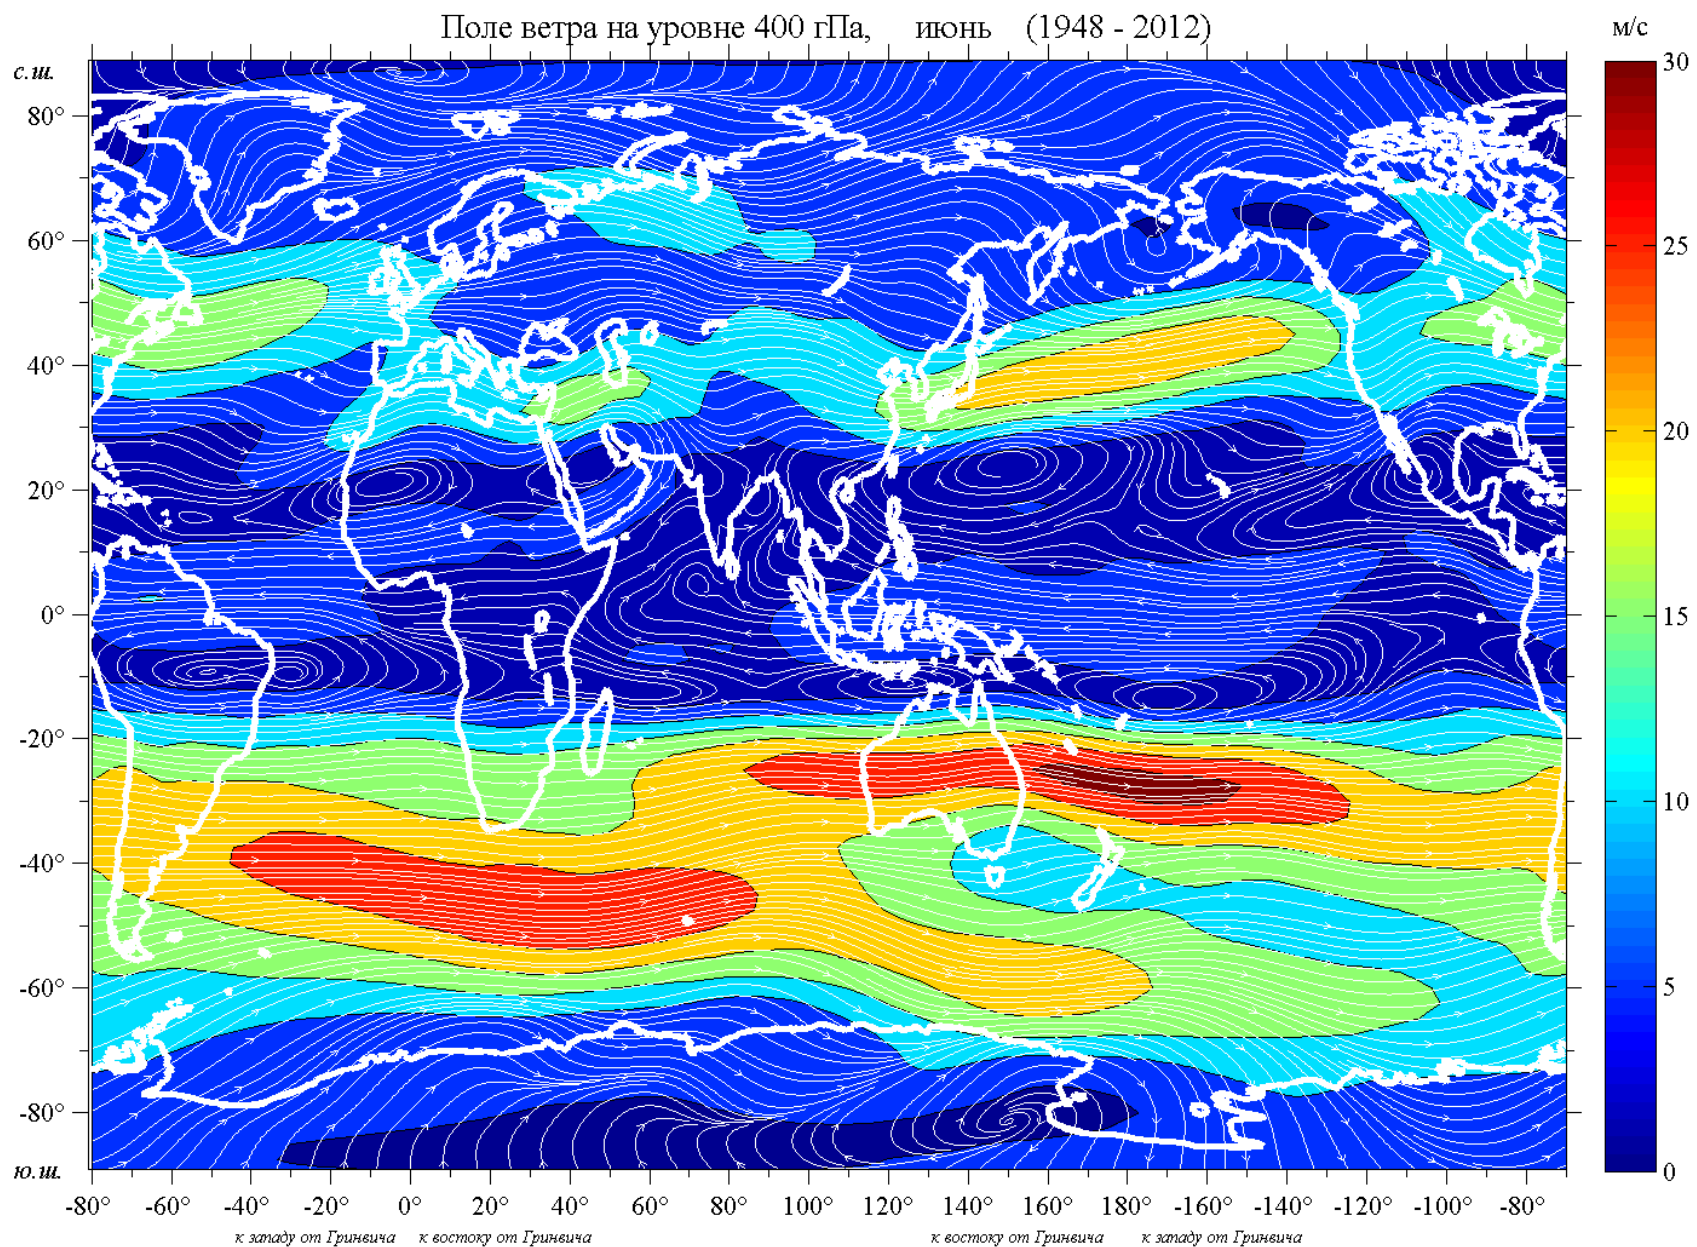 Поле ветра на уровне 400 гПа, июнь (1948 - 2012)
м/с
с.ш.
80°
60°
40°
20°
0°
-20°
-40°
-60°
-80°
ю.ш.
30
25
20
15
10
5
0
-80° -60° -40° -20° 0° 20° 40° 60° 80° 100° 120° 140° 160° 180° -160° -140° -120° -100° -80°
к западу от Гринвича к востоку от Гринвича к востоку от Гринвича к западу от Гринвича